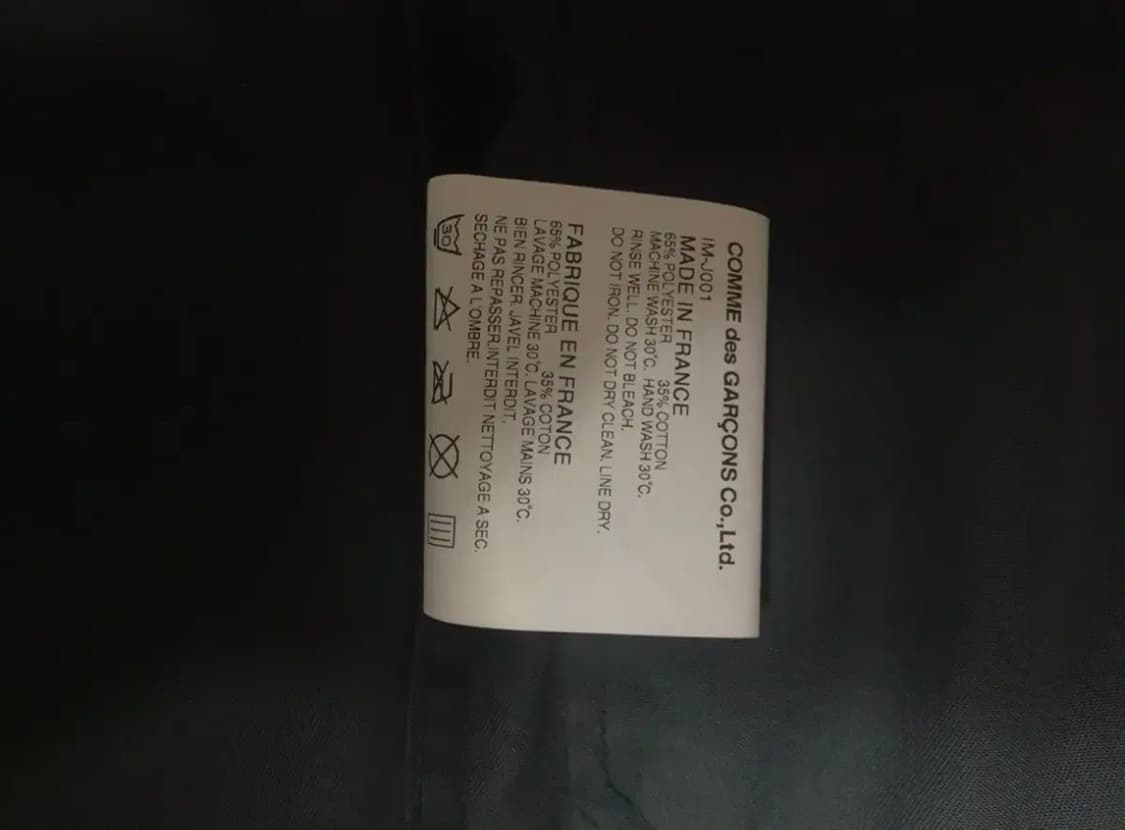 COMME des GARÇONS Co.,Ltd.
IM-J001
MADE IN FRANCE
65% POLYESTER 35% COTTON
MACHINE WASH 30°C. HAND WASH 30°C.
RINSE WELL. DO NOT BLEACH.
DO NOT IRON. DO NOT DRY CLEAN. LINE DRY.
FABRIQUE EN FRANCE
65% POLYESTER 35% COTON
LAVAGE MACHINE 30°C. LAVAGE MAINS 30°C.
BIEN RINCER. JAVEL INTERDIT.
NE PAS REPASSER.INTERDIT NETTOYAGE A SEC.
SECHAGE A L'OMBRE.
30